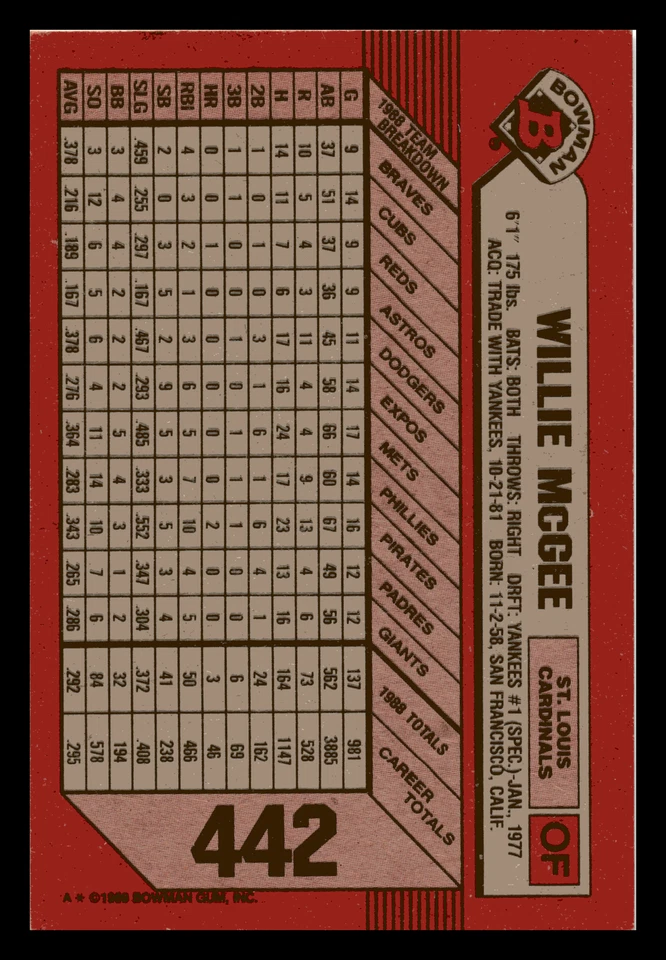 BOWMAN
B
WILLIE McGEE
ST. LOUIS
CARDINALS
OF
6'1" 175 lbs. BATS: BOTH THROWS: RIGHT DRFT: YANKEES #1 (SPEC.)-JAN., 1977
ACQ: TRADE WITH YANKEES, 10-21-81 BORN: 11-2-58, SAN FRANCISCO, CALIF.
1988 TEAM
BREAKDOWN
BRAVES
CUBS
REDS
ASTROS
DODGERS
EXPOS
METS
PHILLIES
PIRATES
PADRES
GIANTS
1988 TOTALS
CAREER
TOTALS
G 9 14 9 9 11 14 17 14 16 12 12 137 981
AB 37 51 37 36 45 58 66 60 67 49 56 562 3885
R 10 5 4 3 11 4 4 9 13 4 6 73 528
H 14 11 7 6 17 16 24 17 23 13 16 164 1147
2B 1 0 1 0 3 1 6 1 6 4 1 24 162
3B 1 1 0 0 1 0 1 1 1 0 0 6 69
HR 0 0 1 0 0 0 0 0 2 0 0 3 46
RBI 4 3 2 1 3 6 5 7 10 4 5 50 466
SB 2 0 3 5 2 9 5 3 5 3 4 41 238
SLG .459 .255 .297 .167 .467 .293 .485 .333 .552 .347 .304 .372 .408
BB 3 4 4 2 2 2 5 4 3 1 2 32 194
SO 3 12 6 5 6 4 11 14 10 7 6 84 578
AVG .378 .216 .189 .167 .378 .276 .364 .283 .343 .265 .286 .292 .295
442
A * ©1989 BOWMAN GUM, INC.